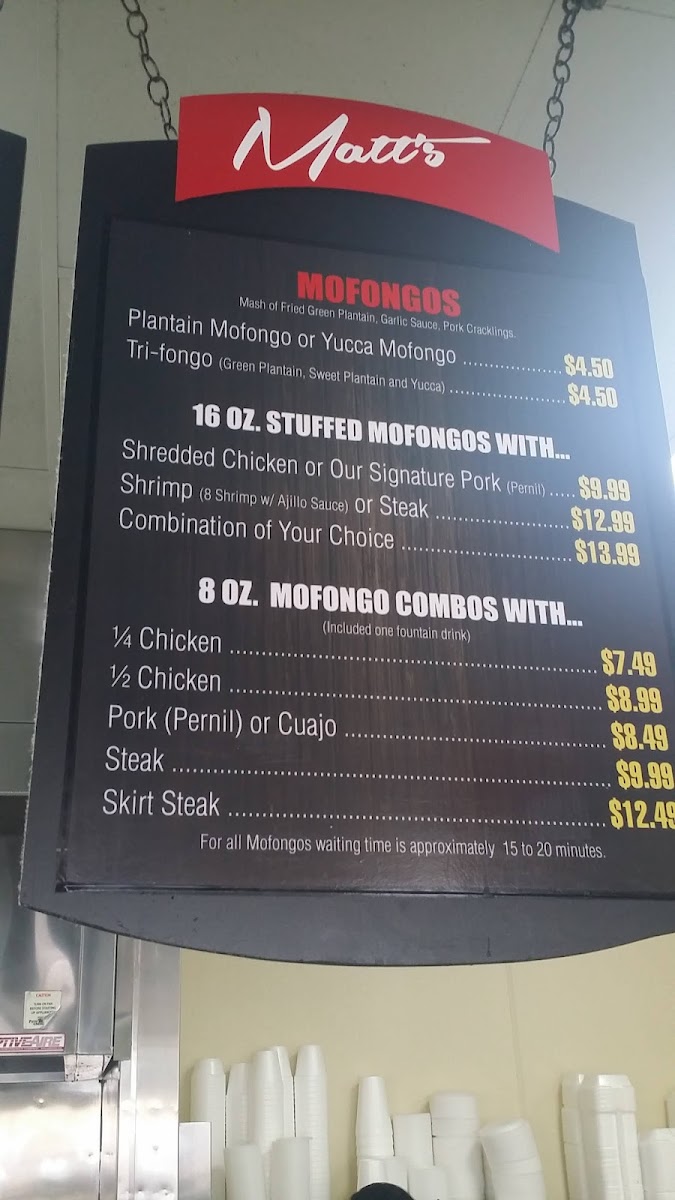 Matt's
MOFONGOS
Mash of Fried Green Plantain, Garlic Sauce, Pork Cracklings.
Plantain Mofongo or Yucca Mofongo .................. $4.50
Tri-fongo (Green Plantain, Sweet Plantain and Yucca) ..................... $4.50
16 OZ. STUFFED MOFONGOS WITH...
Shredded Chicken or Our Signature Pork (Pernil) ..... $9.99
Shrimp (8 Shrimp w/ Ajillo Sauce) or Steak ........................ $12.99
Combination of Your Choice .............................. $13.99
8 OZ. MOFONGO COMBOS WITH...
(Included one fountain drink)
¼ Chicken ................................................................ $7.49
½ Chicken ................................................................ $8.99
Pork (Pernil) or Cuajo ............................................. $8.49
Steak ........................................................................... $9.99
Skirt Steak ................................................................. $12.49
For all Mofongos waiting time is approximately 15 to 20 minutes.
CAUTION
PTIVEAIRE